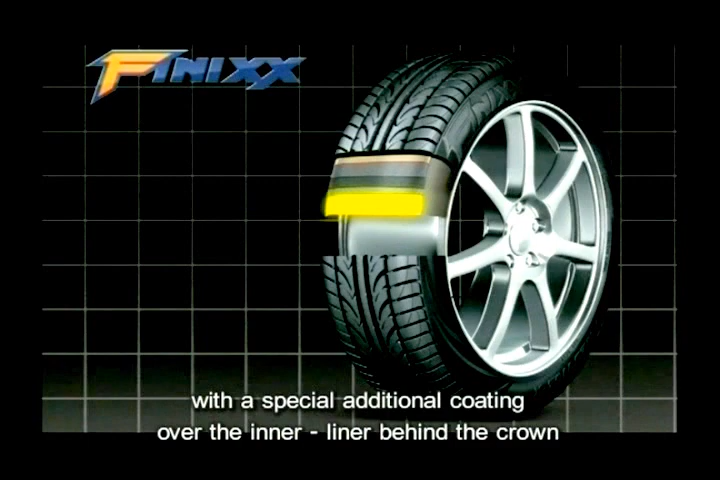 FINIXX
with a special additional coating
over the inner - liner behind the crown